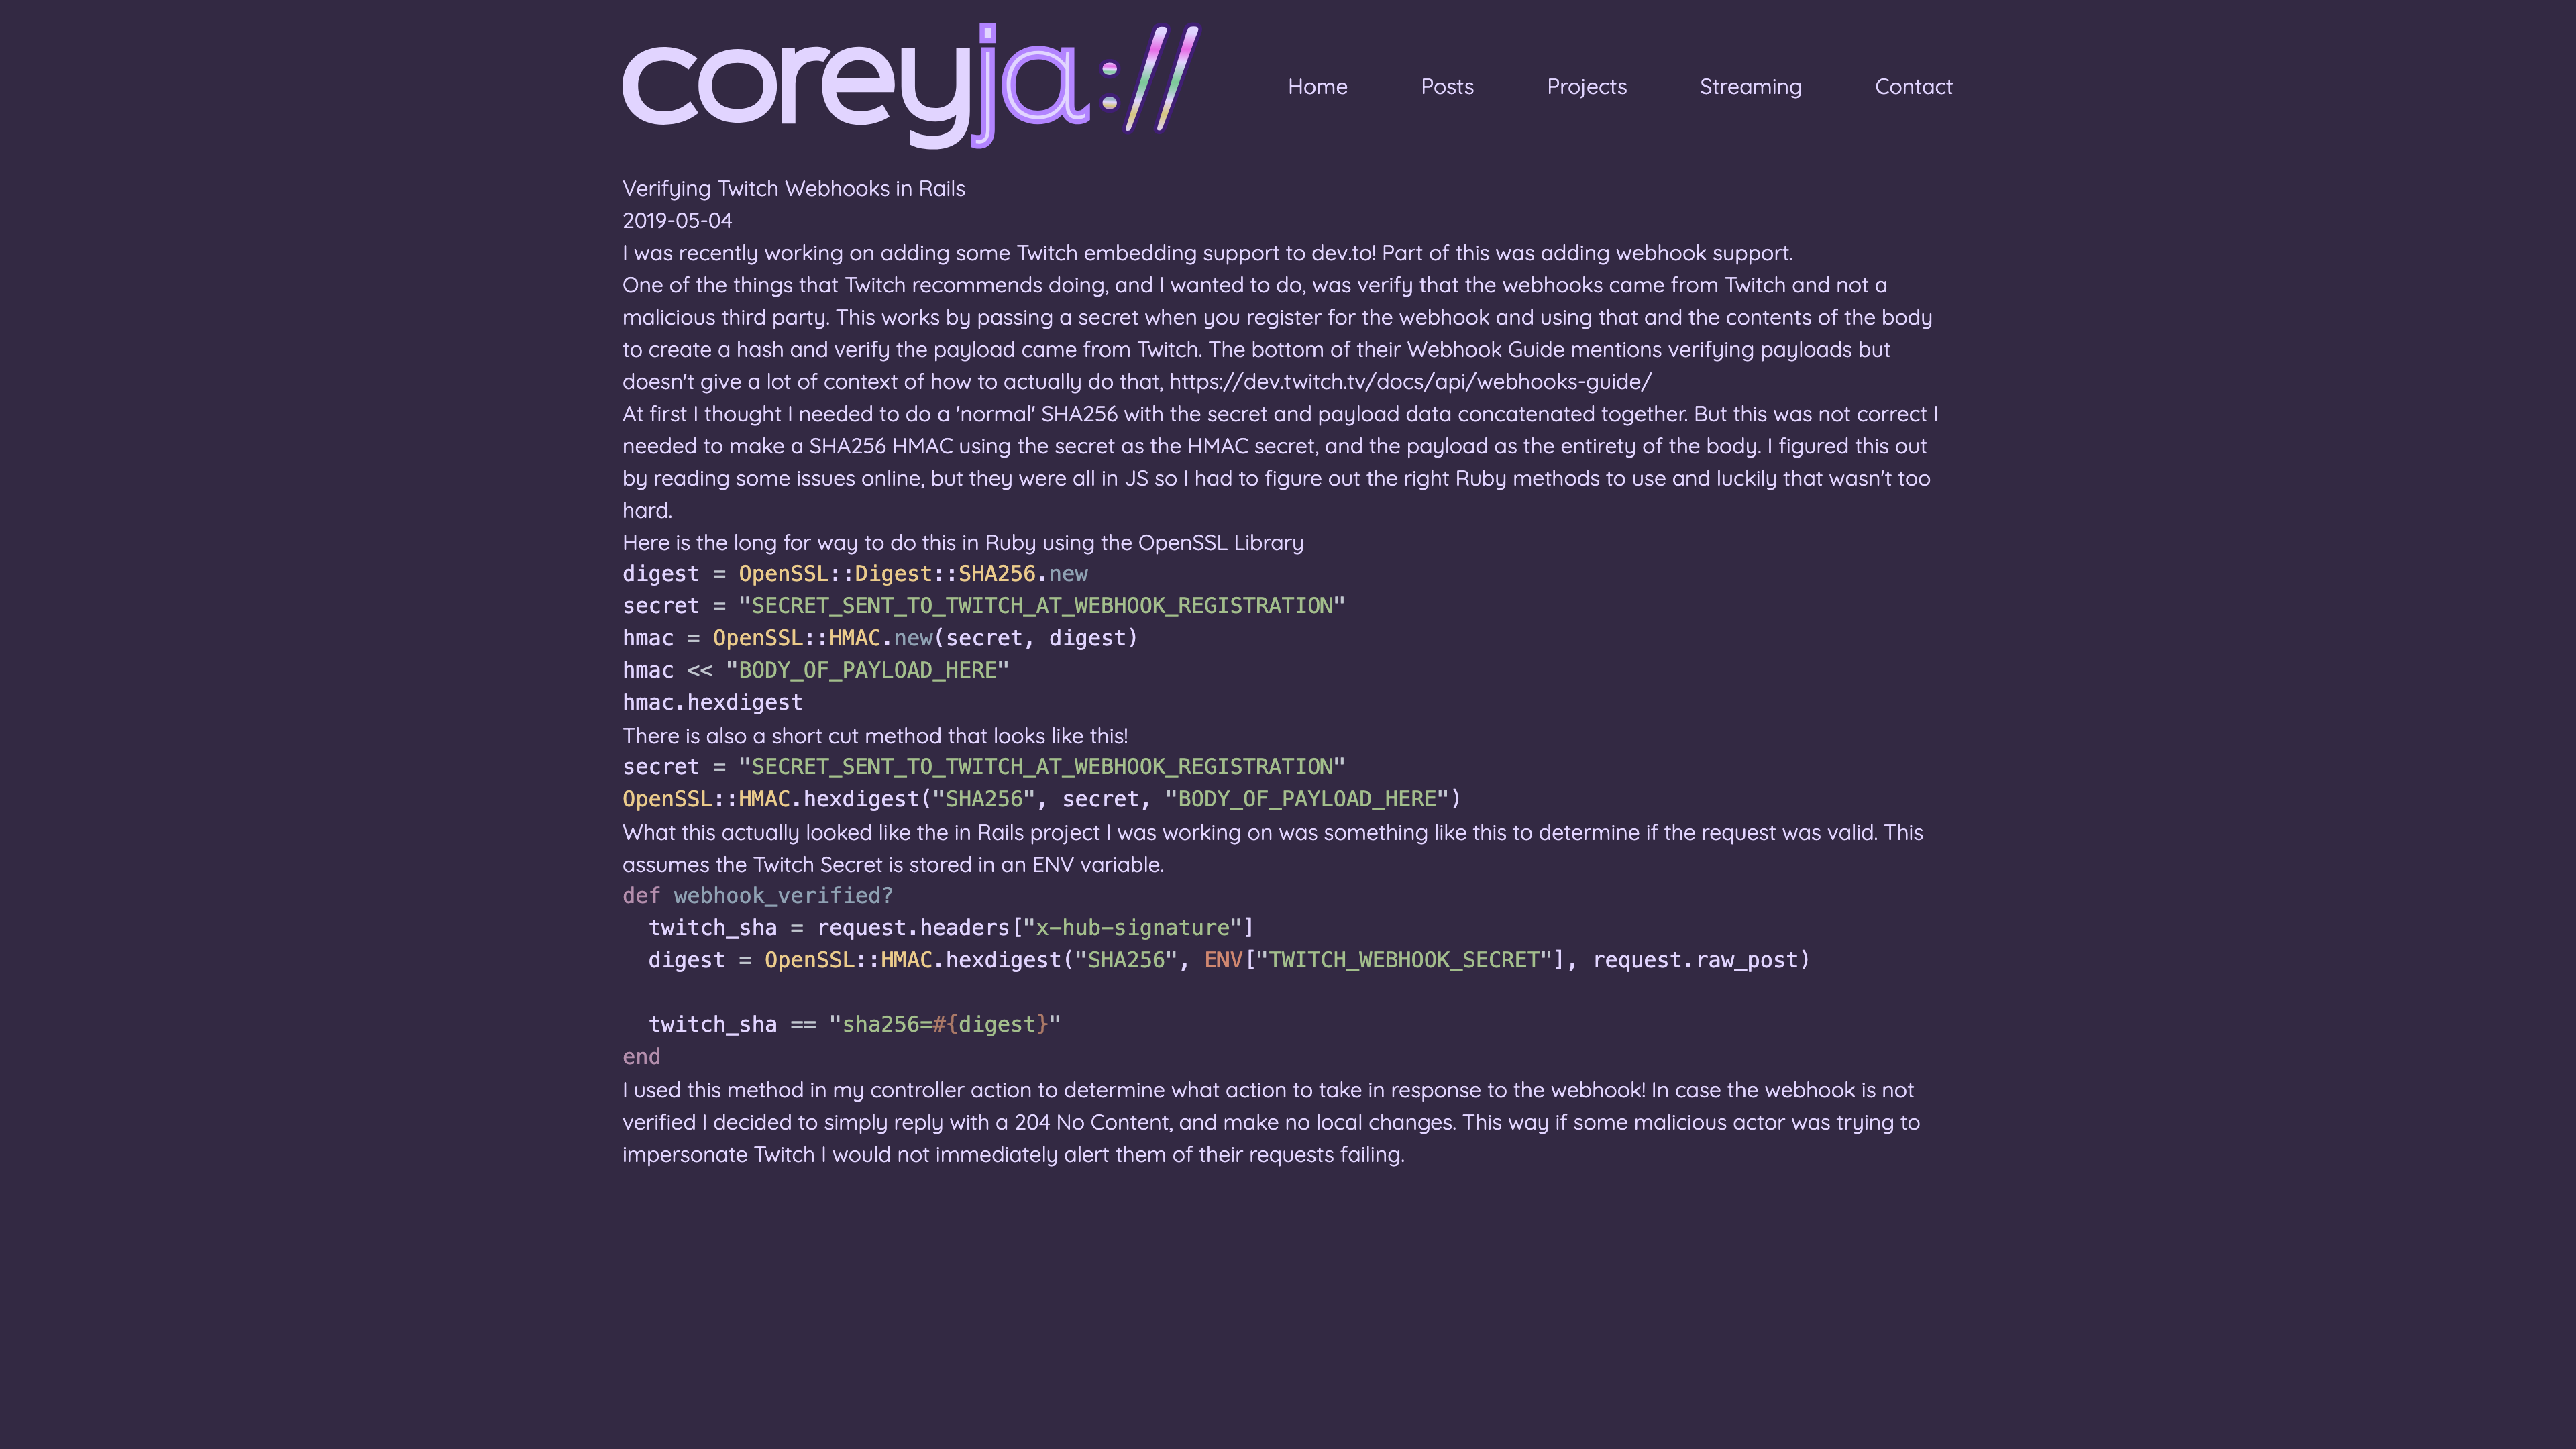 coreyja://
Home Posts Projects Streaming Contact
Verifying Twitch Webhooks in Rails
2019-05-04
I was recently working on adding some Twitch embedding support to dev.to! Part of this was adding webhook support.
One of the things that Twitch recommends doing, and I wanted to do, was verify that the webhooks came from Twitch and not a
malicious third party. This works by passing a secret when you register for the webhook and using that and the contents of the body
to create a hash and verify the payload came from Twitch. The bottom of their Webhook Guide mentions verifying payloads but
doesn't give a lot of context of how to actually do that, https://dev.twitch.tv/docs/api/webhooks-guide/
At first I thought I needed to do a 'normal' SHA256 with the secret and payload data concatenated together. But this was not correct I
needed to make a SHA256 HMAC using the secret as the HMAC secret, and the payload as the entirety of the body. I figured this out
by reading some issues online, but they were all in JS so I had to figure out the right Ruby methods to use and luckily that wasn't too
hard.
Here is the long for way to do this in Ruby using the OpenSSL Library
digest = OpenSSL::Digest::SHA256.new
secret = "SECRET_SENT_TO_TWITCH_AT_WEBHOOK_REGISTRATION"
hmac = OpenSSL::HMAC.new(secret, digest)
hmac << "BODY_OF_PAYLOAD_HERE"
hmac.hexdigest
There is also a short cut method that looks like this!
secret = "SECRET_SENT_TO_TWITCH_AT_WEBHOOK_REGISTRATION"
OpenSSL::HMAC.hexdigest("SHA256", secret, "BODY_OF_PAYLOAD_HERE")
What this actually looked like the in Rails project I was working on was something like this to determine if the request was valid. This
assumes the Twitch Secret is stored in an ENV variable.
def webhook_verified?
  twitch_sha = request.headers["x-hub-signature"]
  digest = OpenSSL::HMAC.hexdigest("SHA256", ENV["TWITCH_WEBHOOK_SECRET"], request.raw_post)
  twitch_sha == "sha256=#{digest}"
end
I used this method in my controller action to determine what action to take in response to the webhook! In case the webhook is not
verified I decided to simply reply with a 204 No Content, and make no local changes. This way if some malicious actor was trying to
impersonate Twitch I would not immediately alert them of their requests failing.